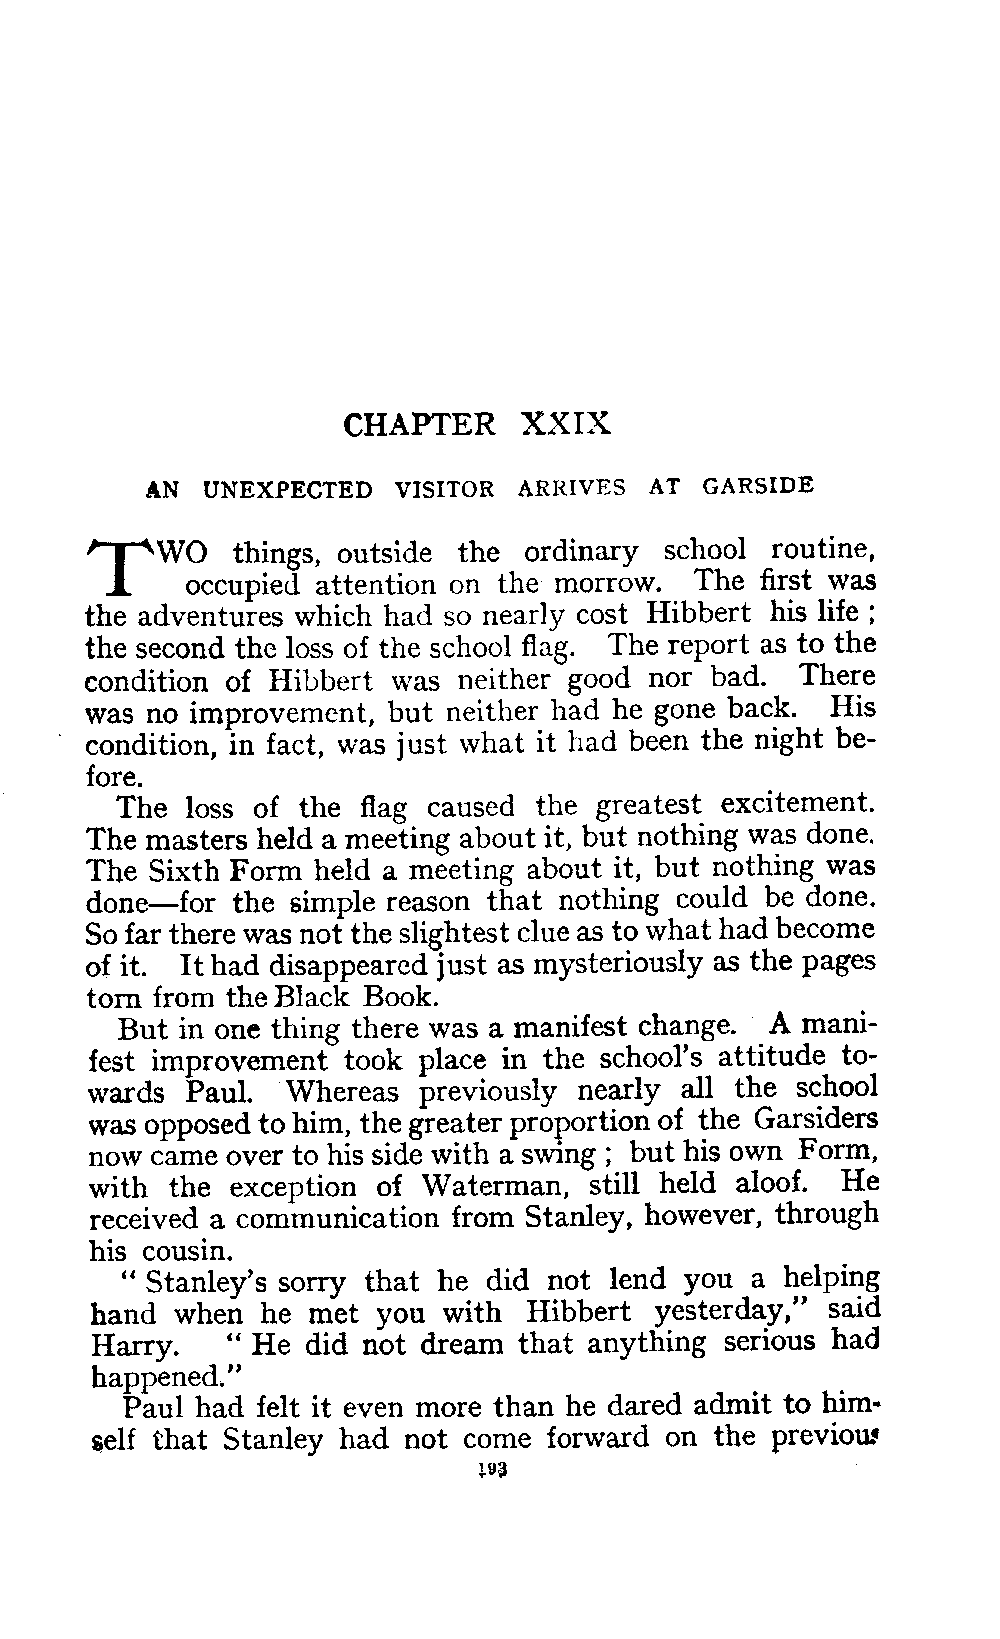 CHAPTER XXIX
AN UNEXPECTED VISITOR ARRIVES AT GARSIDE
TWO things, outside the ordinary school routine,
occupied attention on the morrow. The first was
the adventures which had so nearly cost Hibbert his life ;
the second the loss of the school flag. The report as to the
condition of Hibbert was neither good nor bad. There
was no improvement, but neither had he gone back. His
condition, in fact, was just what it had been the night be-
fore.
The loss of the flag caused the greatest excitement.
The masters held a meeting about it, but nothing was done.
The Sixth Form held a meeting about it, but nothing was
done—for the simple reason that nothing could be done.
So far there was not the slightest clue as to what had become
of it. It had disappeared just as mysteriously as the pages
torn from the Black Book.
But in one thing there was a manifest change. A mani-
fest improvement took place in the school's attitude to-
wards Paul. Whereas previously nearly all the school
was opposed to him, the greater proportion of the Garsiders
now came over to his side with a swing ; but his own Form,
with the exception of Waterman, still held aloof. He
received a communication from Stanley, however, through
his cousin.
" Stanley's sorry that he did not lend you a helping
hand when he met you with Hibbert yesterday," said
Harry. " He did not dream that anything serious had
happened."
Paul had felt it even more than he dared admit to him-
self that Stanley had not come forward on the previous
193